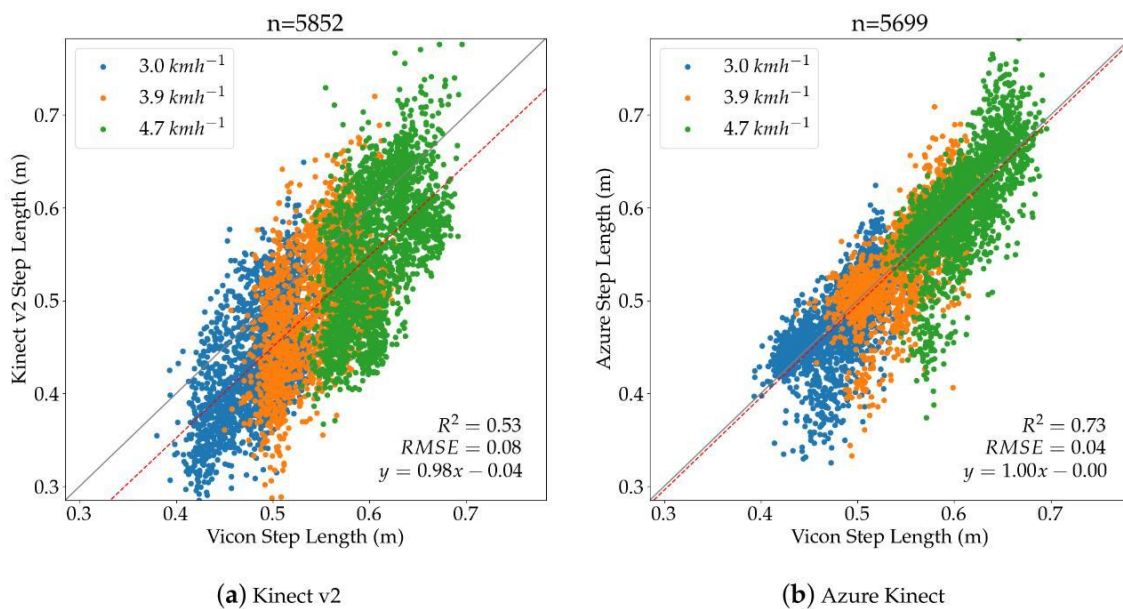 n=5852
3.0 kmh⁻¹
3.9 kmh⁻¹
4.7 kmh⁻¹
0.7
0.6
0.5
0.4
0.3
Kinect v2 Step Length (m)
R² = 0.53
RMSE = 0.08
y = 0.98x − 0.04
0.3 0.4 0.5 0.6 0.7
Vicon Step Length (m)
(a) Kinect v2
n=5699
3.0 kmh⁻¹
3.9 kmh⁻¹
4.7 kmh⁻¹
0.7
0.6
0.5
0.4
0.3
Azure Step Length (m)
R² = 0.73
RMSE = 0.04
y = 1.00x − 0.00
0.3 0.4 0.5 0.6 0.7
Vicon Step Length (m)
(b) Azure Kinect